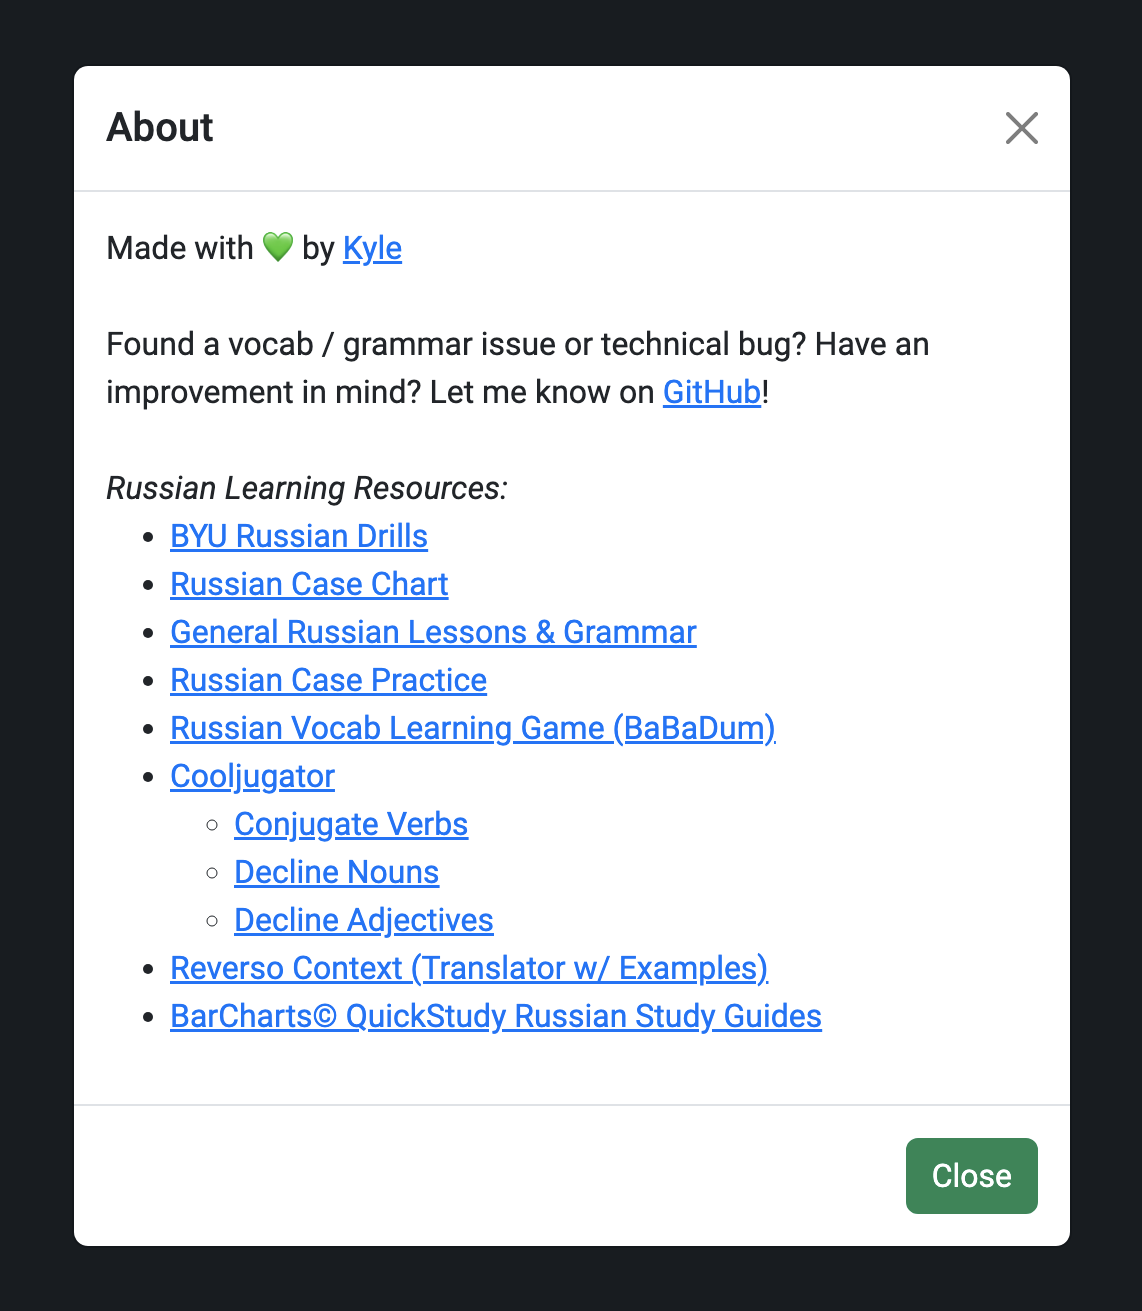 About
Made with 💚 by Kyle
Found a vocab / grammar issue or technical bug? Have an
improvement in mind? Let me know on GitHub!
Russian Learning Resources:
BYU Russian Drills
Russian Case Chart
General Russian Lessons & Grammar
Russian Case Practice
Russian Vocab Learning Game (BaBaDum)
Cooljugator
Conjugate Verbs
Decline Nouns
Decline Adjectives
Reverso Context (Translator w/ Examples)
BarCharts© QuickStudy Russian Study Guides
Close